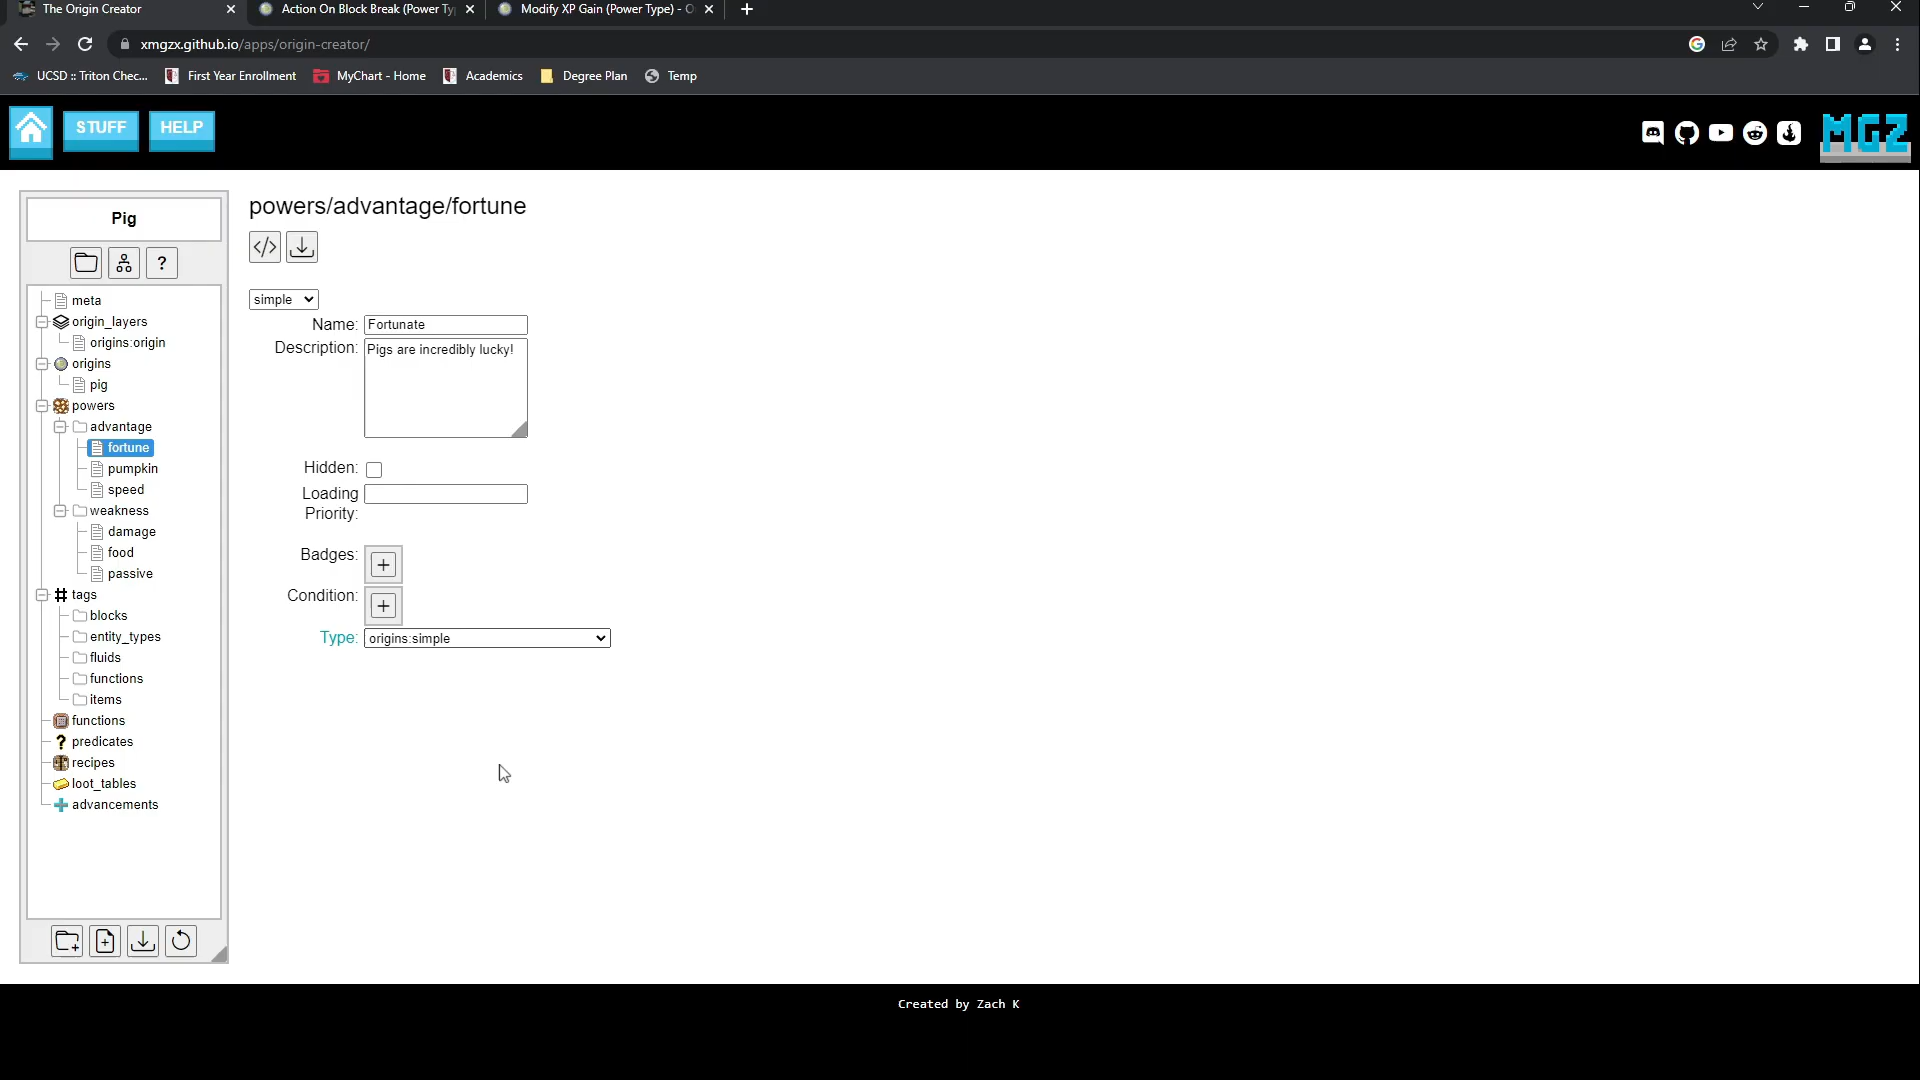 The Origin Creator
Action On Block Break (Power Ty
Modify XP Gain (Power Type) - O
xmgzx.github.io/apps/origin-creator/
UCSD :: Triton Chec...
First Year Enrollment
MyChart - Home
Academics
Degree Plan
Temp
STUFF
HELP
MGZ
Pig
?
meta
origin_layers
origins:origin
origins
pig
powers
advantage
fortune
pumpkin
speed
weakness
damage
food
passive
tags
blocks
entity_types
fluids
functions
items
functions
predicates
recipes
loot_tables
advancements
powers/advantage/fortune
simple
Name: Fortunate
Description: Pigs are incredibly lucky!
Hidden:
Loading
Priority:
Badges:
Condition:
Type: origins:simple
Created by Zach K